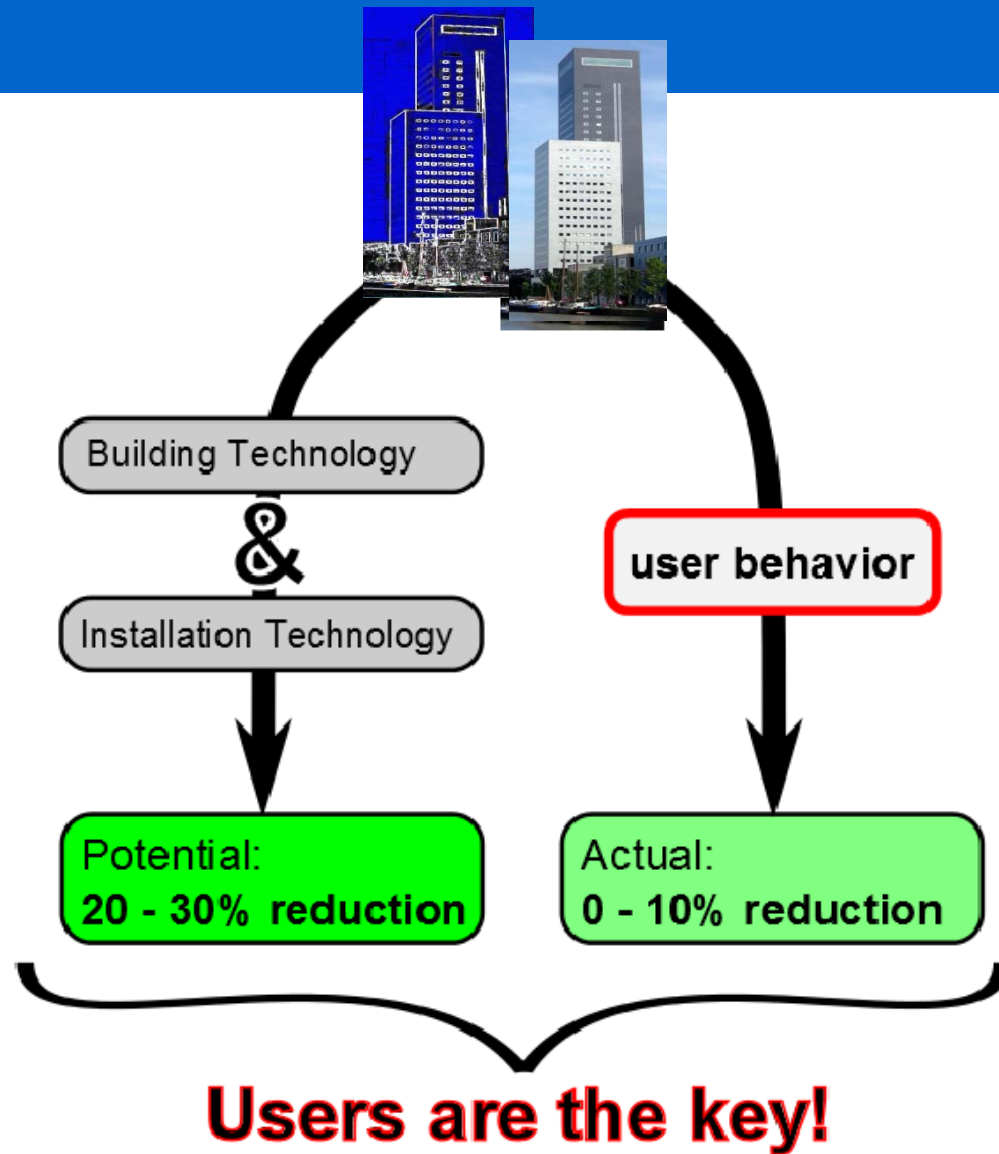 Building Technology
&
Installation Technology
user behavior
Potential:
20 - 30% reduction
Actual:
0 - 10% reduction
Users are the key!